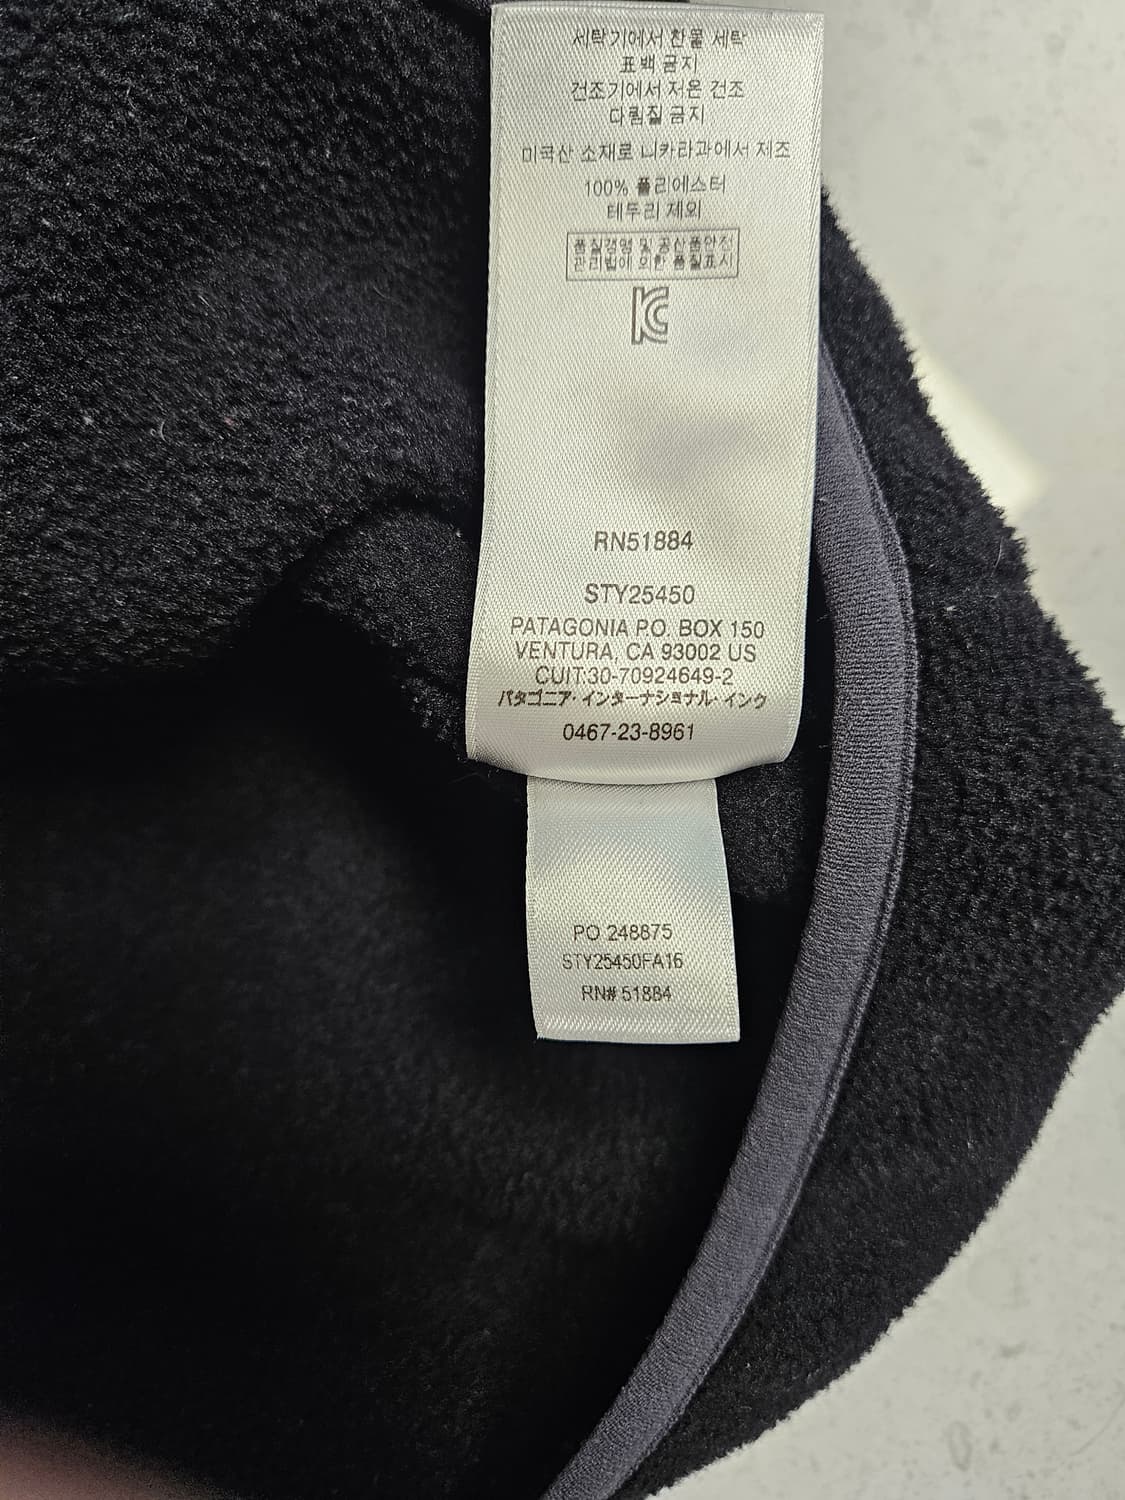 세탁기에서 찬물 세탁
표백 금지
건조기에서 저온 건조
다림질 금지
미국산 소재로 니카라과에서 제조
100% 폴리에스터
테두리 제외
품질경영 및 공산품안전
관리법에 의한 품질표시
KC
RN51884
STY25450
PATAGONIA P.O. BOX 150
VENTURA, CA 93002 US
CUIT:30-70924649-2
パタゴニア・インターナショナル・インク
0467-23-8961
PO 248875
STY25450FA16
RN# 51884